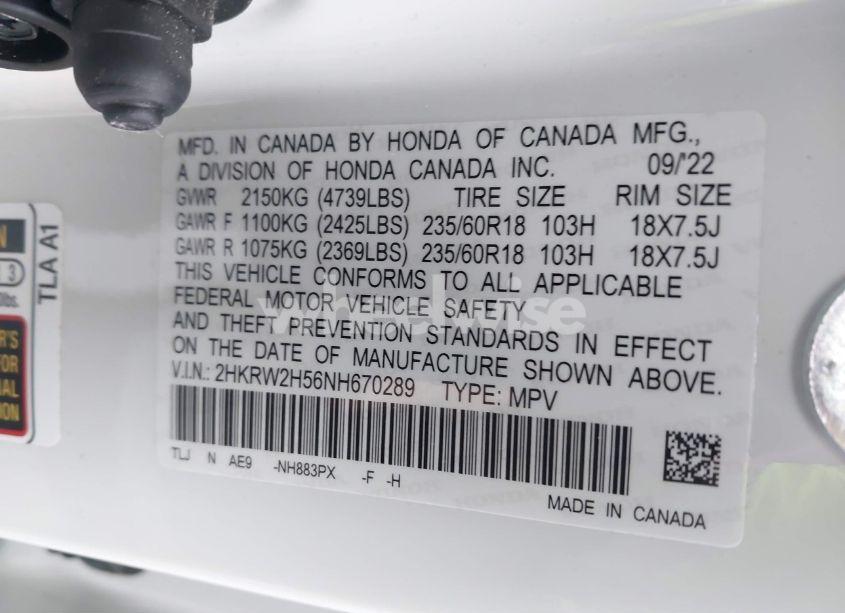 MFD. IN CANADA BY HONDA OF CANADA MFG.,
A DIVISION OF HONDA CANADA INC. 09/'22
GVWR 2150KG (4739LBS) TIRE SIZE RIM SIZE
GAWR F 1100KG (2425LBS) 235/60R18 103H 18X7.5J
GAWR R 1075KG (2369LBS) 235/60R18 103H 18X7.5J
THIS VEHICLE CONFORMS TO ALL APPLICABLE
FEDERAL MOTOR VEHICLE SAFETY
AND THEFT PREVENTION STANDARDS IN EFFECT
ON THE DATE OF MANUFACTURE SHOWN ABOVE.
V.I.N.: 2HKRW2H56NH670289 TYPE: MPV
TLJ N AE9 -NH883PX -F -H
MADE IN CANADA
TLA A1
wheelwise